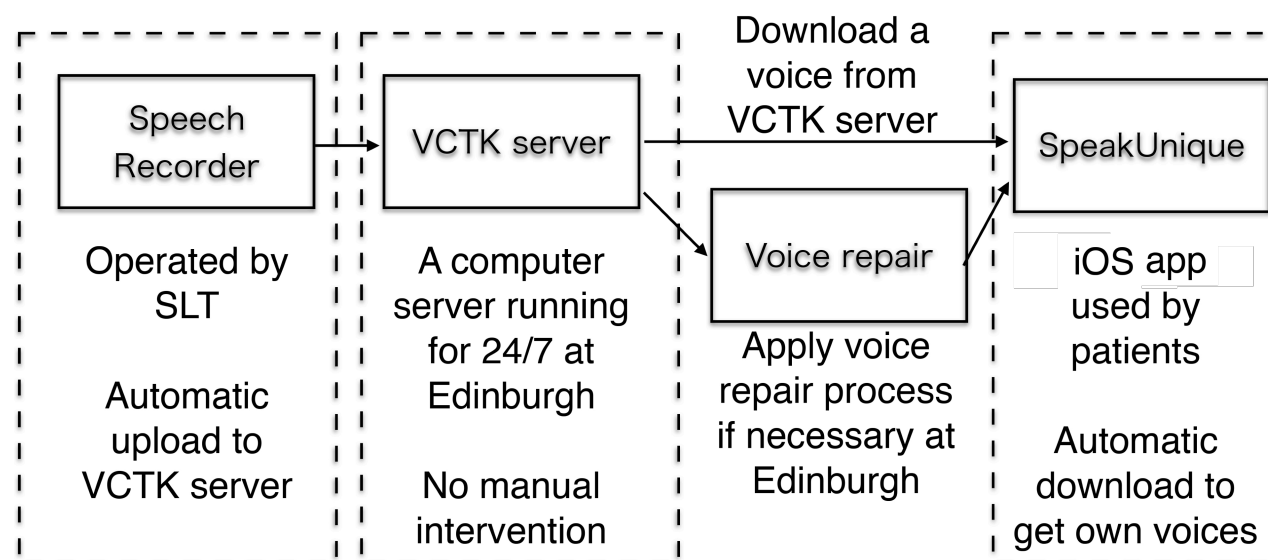 Speech
Recorder
Operated by
SLT
Automatic
upload to
VCTK server
VCTK server
A computer
server running
for 24/7 at
Edinburgh
No manual
intervention
Download a
voice from
VCTK server
Voice repair
Apply voice
repair process
if necessary at
Edinburgh
SpeakUnique
iOS app
used by
patients
Automatic
download to
get own voices